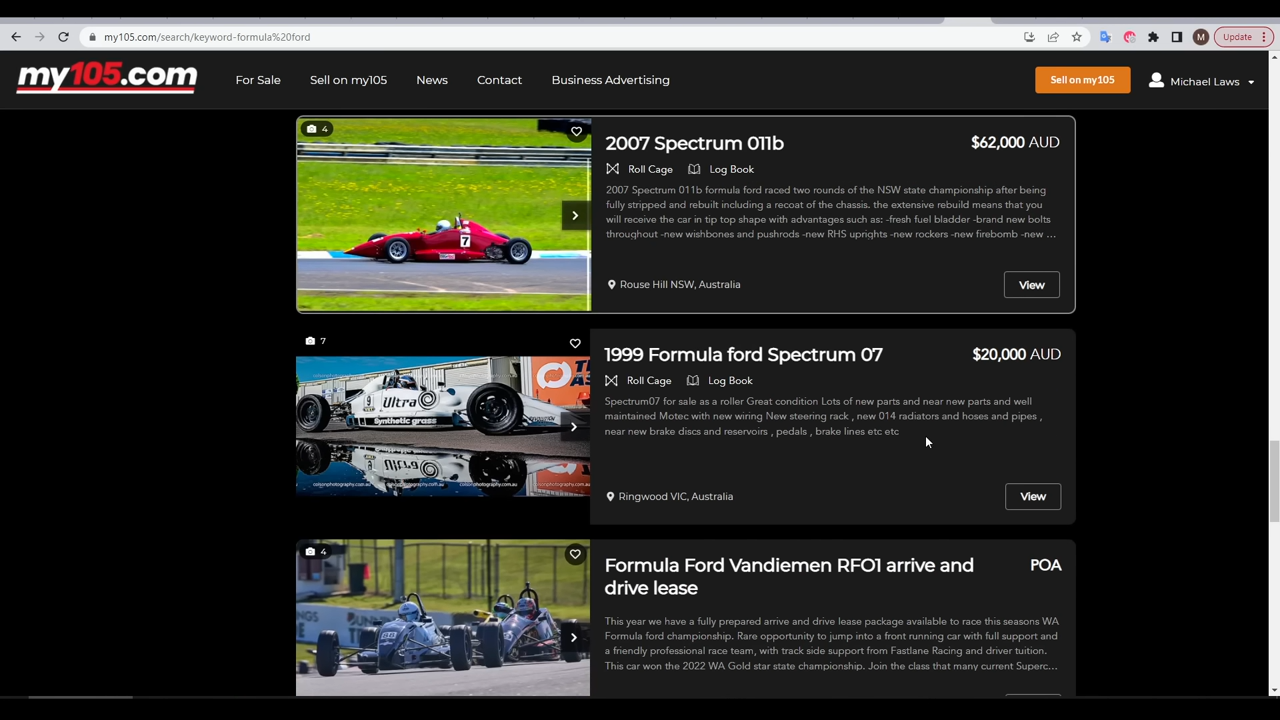 my105.com/search/keyword-formula%20ford
M
Update
my105.com
For Sale
Sell on my105
News
Contact
Business Advertising
Sell on my105
Michael Laws
4
2007 Spectrum 011b
$62,000 AUD
Roll Cage
Log Book
2007 Spectrum 011b formula ford raced two rounds of the NSW state championship after being
fully stripped and rebuilt including a recoat of the chassis. the extensive rebuild means that you
will receive the car in tip top shape with advantages such as: -fresh fuel bladder -brand new bolts
throughout -new wishbones and pushrods -new RHS uprights -new rockers -new firebomb -new ...
7
Rouse Hill NSW, Australia
View
7
1999 Formula ford Spectrum 07
$20,000 AUD
Roll Cage
Log Book
Spectrum07 for sale as a roller Great condition Lots of new parts and near new parts and well
maintained Motec with new wiring New steering rack , new 014 radiators and hoses and pipes ,
near new brake discs and reservoirs , pedals , brake lines etc etc
9
Ultra
Synthetic grass
Ringwood VIC, Australia
View
4
Formula Ford Vandiemen RFO1 arrive and
drive lease
POA
This year we have a fully prepared arrive and drive lease package available to race this seasons WA
Formula ford championship. Rare opportunity to jump into a front running car with full support and
a friendly professional race team, with track side support from Fastlane Racing and driver tuition.
This car won the 2022 WA Gold star state championship. Join the class that many current Superc...